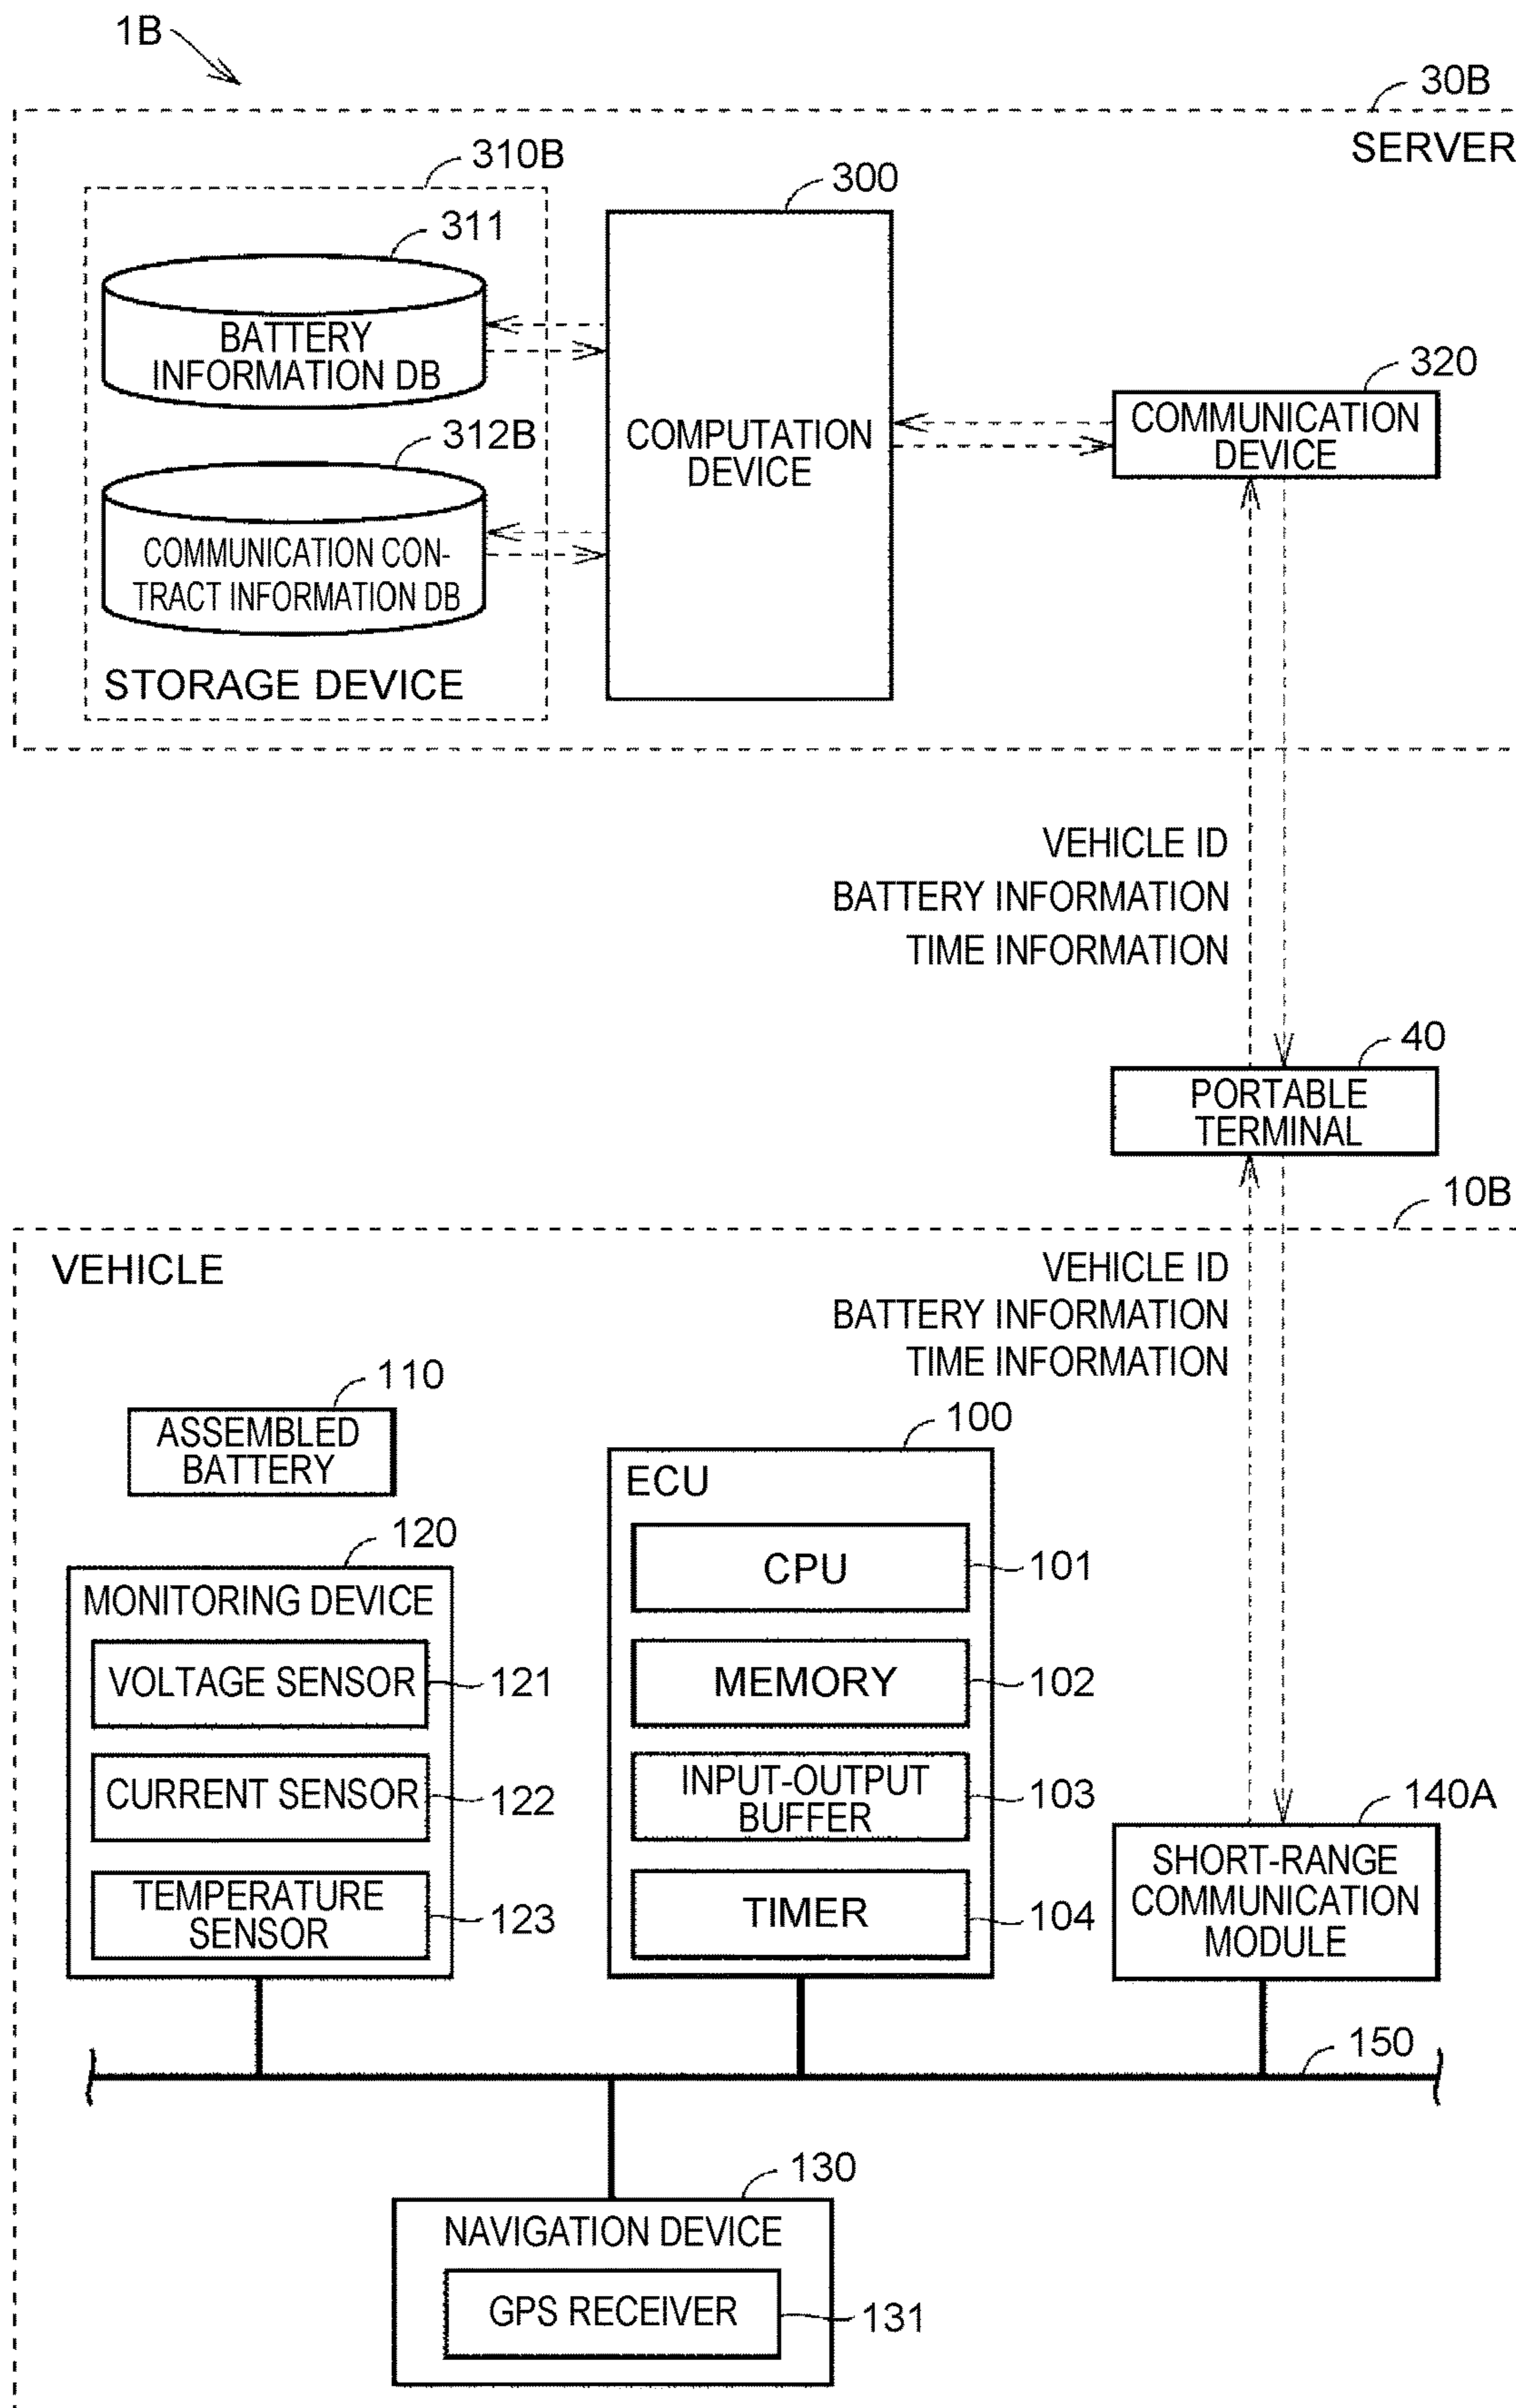 1B
30B
SERVER
310B
300
311
BATTERY
INFORMATION DB
320
COMMUNICATION
DEVICE
312B
COMPUTATION
DEVICE
COMMUNICATION CON-
TRACT INFORMATION DB
STORAGE DEVICE
VEHICLE ID
BATTERY INFORMATION
TIME INFORMATION
40
PORTABLE
TERMINAL
10B
VEHICLE
VEHICLE ID
BATTERY INFORMATION
TIME INFORMATION
110
ASSEMBLED
BATTERY
100
ECU
120
MONITORING DEVICE
CPU
101
VOLTAGE SENSOR
121
MEMORY
102
CURRENT SENSOR
122
INPUT-OUTPUT
BUFFER
103
140A
SHORT-RANGE
COMMUNICATION
MODULE
TEMPERATURE
SENSOR
123
TIMER
104
150
130
NAVIGATION DEVICE
GPS RECEIVER
131